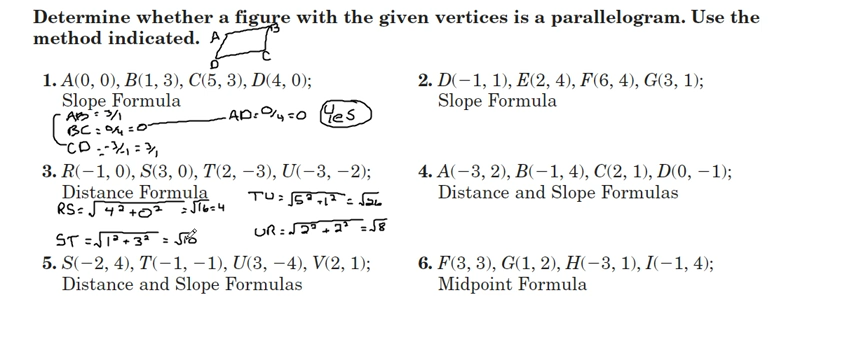 Determine whether a figure with the given vertices is a parallelogram. Use the
method indicated.
A
B
D
C
1. A(0, 0), B(1, 3), C(5, 3), D(4, 0);
Slope Formula
AB = 3/1
BC = 0/4 = 0
AD = 0/4 = 0
Yes
CD = -3/-1 = 3/1
2. D(−1, 1), E(2, 4), F(6, 4), G(3, 1);
Slope Formula
3. R(−1, 0), S(3, 0), T(2, −3), U(−3, −2);
Distance Formula
RS = √4² + 0² = √16 = 4
TU = √5² + 1² = √26
ST = √1² + 3² = √10
UR = √2² + 2² = √8
4. A(−3, 2), B(−1, 4), C(2, 1), D(0, −1);
Distance and Slope Formulas
5. S(−2, 4), T(−1, −1), U(3, −4), V(2, 1);
Distance and Slope Formulas
6. F(3, 3), G(1, 2), H(−3, 1), I(−1, 4);
Midpoint Formula